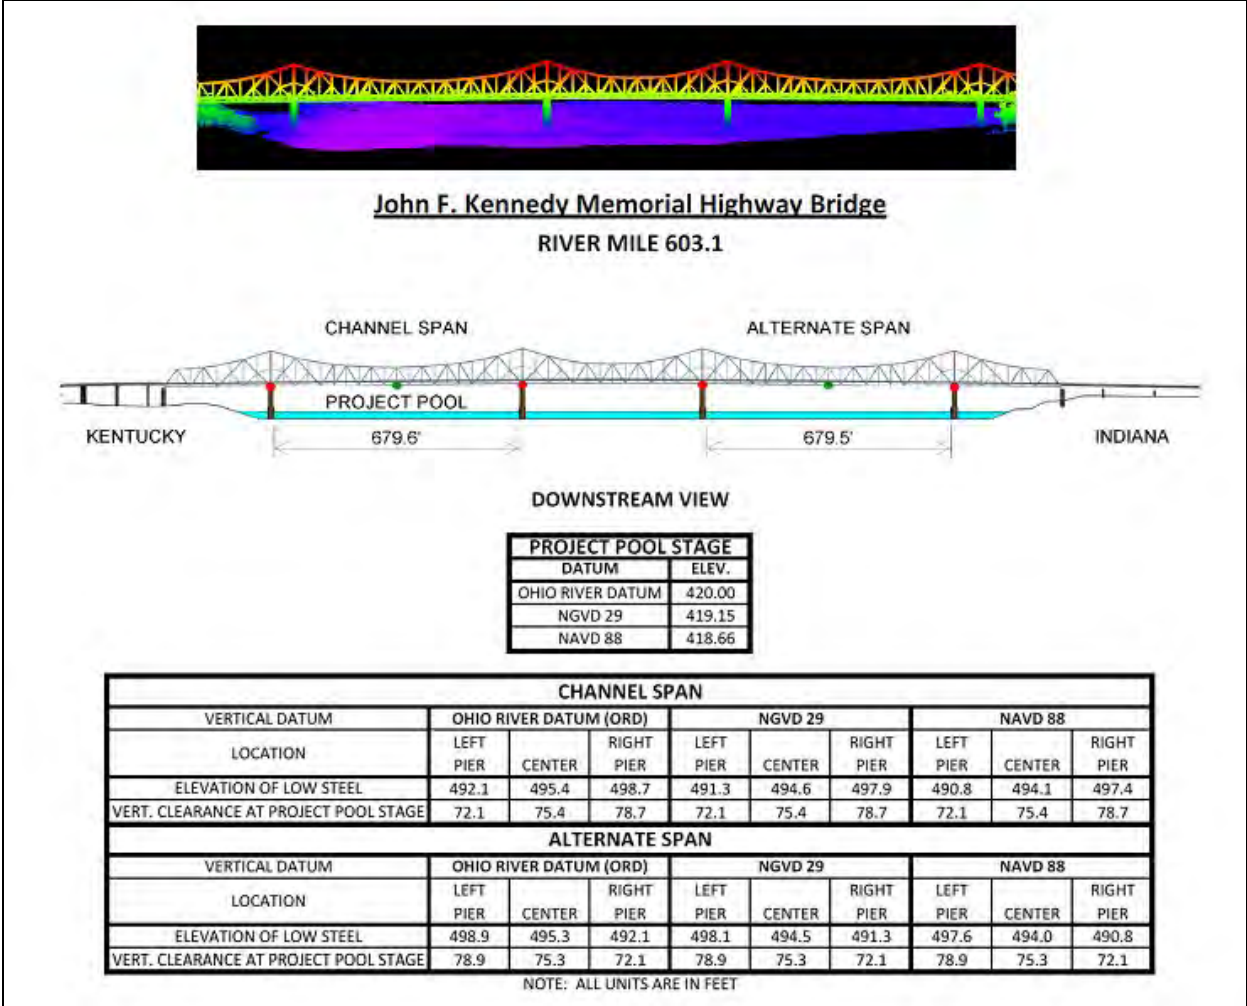 John F. Kennedy Memorial Highway Bridge
RIVER MILE 603.1
CHANNEL SPAN ALTERNATE SPAN
PROJECT POOL
KENTUCKY 679.6' 679.5' INDIANA
DOWNSTREAM VIEW
PROJECT POOL STAGE
DATUM ELEV.
OHIO RIVER DATUM 420.00
NGVD 29 419.15
NAVD 88 418.66
CHANNEL SPAN
VERTICAL DATUM OHIO RIVER DATUM (ORD) NGVD 29 NAVD 88
LOCATION LEFT PIER CENTER RIGHT PIER LEFT PIER CENTER RIGHT PIER LEFT PIER CENTER RIGHT PIER
ELEVATION OF LOW STEEL 492.1 495.4 498.7 491.3 494.6 497.9 490.8 494.1 497.4
VERT. CLEARANCE AT PROJECT POOL STAGE 72.1 75.4 78.7 72.1 75.4 78.7 72.1 75.4 78.7
ALTERNATE SPAN
VERTICAL DATUM OHIO RIVER DATUM (ORD) NGVD 29 NAVD 88
LOCATION LEFT PIER CENTER RIGHT PIER LEFT PIER CENTER RIGHT PIER LEFT PIER CENTER RIGHT PIER
ELEVATION OF LOW STEEL 498.9 495.3 492.1 498.1 494.5 491.3 497.6 494.0 490.8
VERT. CLEARANCE AT PROJECT POOL STAGE 78.9 75.3 72.1 78.9 75.3 72.1 78.9 75.3 72.1
NOTE: ALL UNITS ARE IN FEET